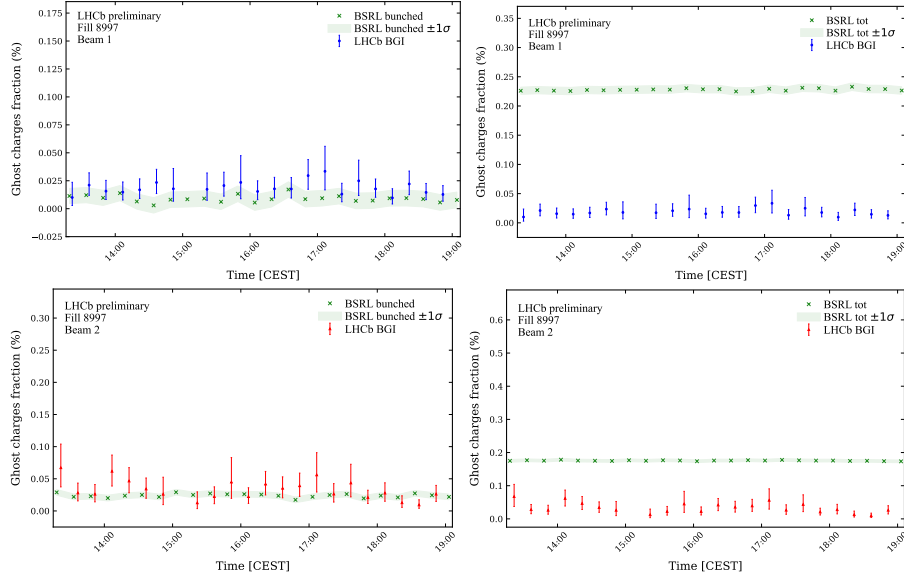 LHCb preliminary
Fill 8997
Beam 1
BSRL bunched
BSRL bunched ±1σ
LHCb BGI
Ghost charges fraction (%)
0.175
0.150
0.125
0.100
0.075
0.050
0.025
0.000
−0.025
14:00
15:00
16:00
17:00
18:00
19:00
Time [CEST]
LHCb preliminary
Fill 8997
Beam 1
BSRL tot
BSRL tot ±1σ
LHCb BGI
Ghost charges fraction (%)
0.35
0.30
0.25
0.20
0.15
0.10
0.05
0.00
14:00
15:00
16:00
17:00
18:00
19:00
Time [CEST]
LHCb preliminary
Fill 8997
Beam 2
BSRL bunched
BSRL bunched ±1σ
LHCb BGI
Ghost charges fraction (%)
0.30
0.25
0.20
0.15
0.10
0.05
0.00
14:00
15:00
16:00
17:00
18:00
19:00
Time [CEST]
LHCb preliminary
Fill 8997
Beam 2
BSRL tot
BSRL tot ±1σ
LHCb BGI
Ghost charges fraction (%)
0.6
0.5
0.4
0.3
0.2
0.1
0.0
14:00
15:00
16:00
17:00
18:00
19:00
Time [CEST]